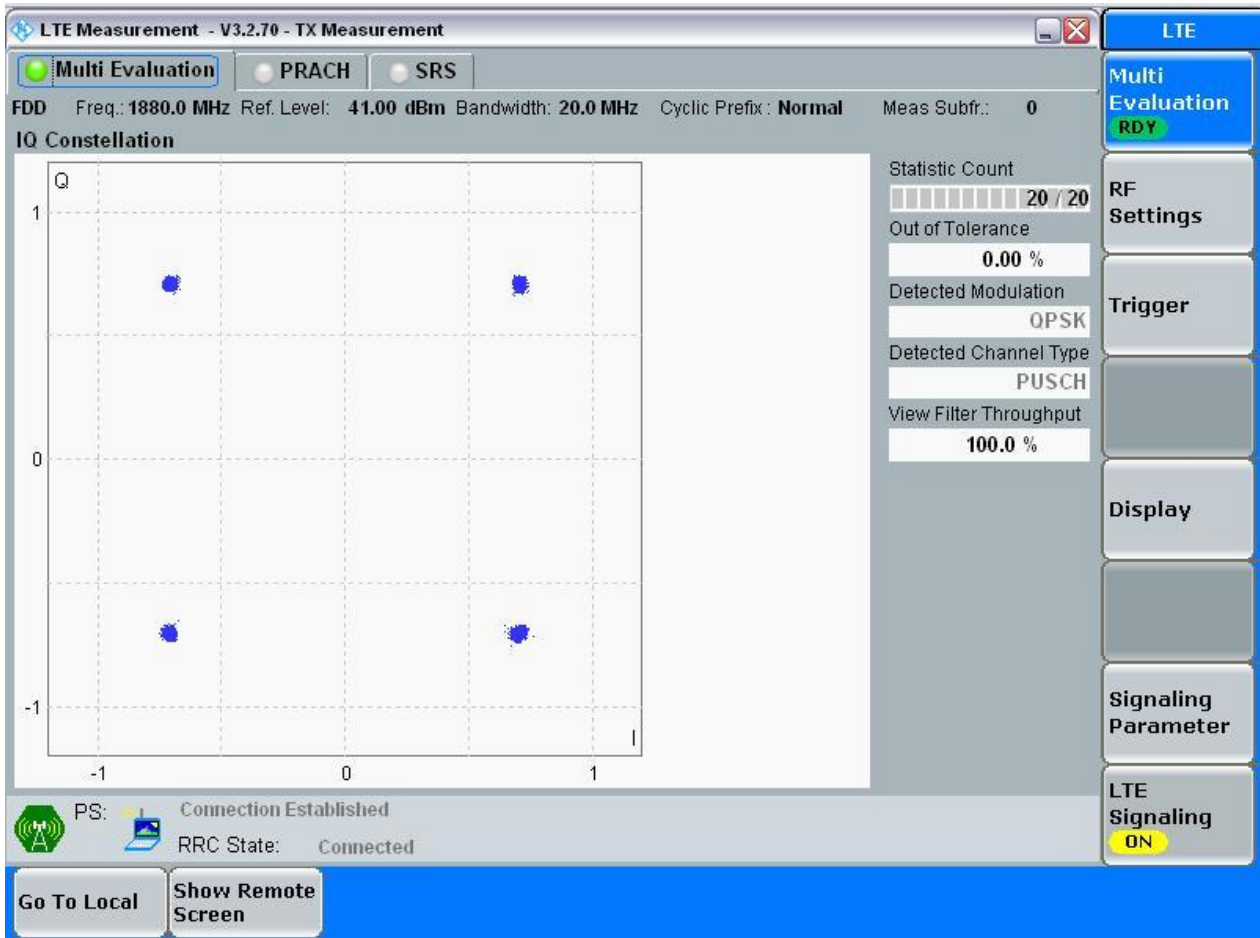 LTE Measurement - V3.2.70 - TX Measurement
LTE
Multi Evaluation PRACH SRS
Multi
Evaluation
RDY
FDD Freq.: 1880.0 MHz Ref. Level: 41.00 dBm Bandwidth: 20.0 MHz Cyclic Prefix : Normal Meas Subfr.: 0
IQ Constellation
Q
1
0
-1
I
-1 0 1
Statistic Count
20 / 20
Out of Tolerance
0.00 %
Detected Modulation
QPSK
Detected Channel Type
PUSCH
View Filter Throughput
100.0 %
RF
Settings
Trigger
Display
Signaling
Parameter
LTE
Signaling
ON
PS: Connection Established
RRC State: Connected
Go To Local
Show Remote
Screen